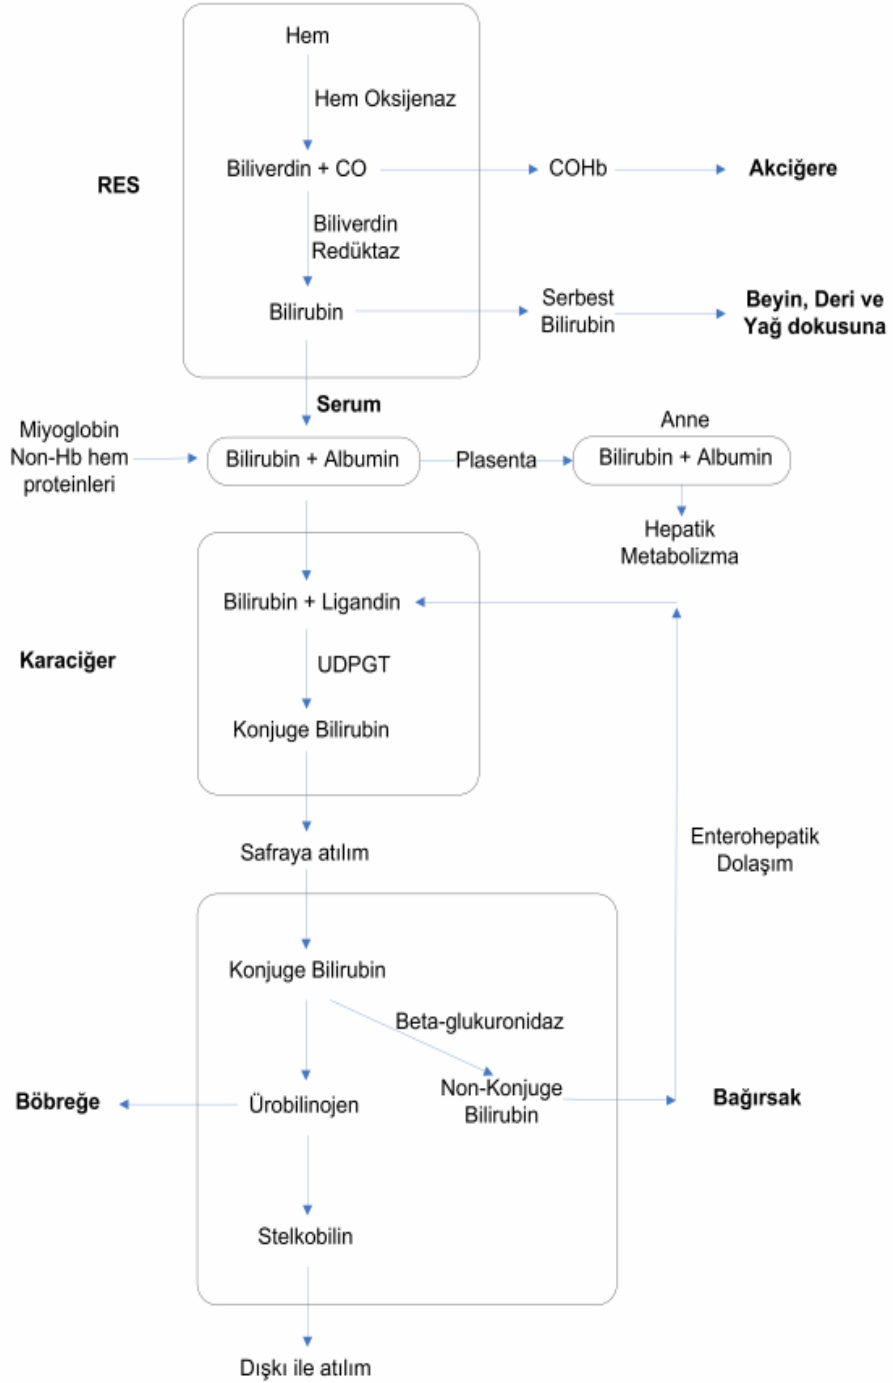 Hem
Hem Oksijenaz
Biliverdin + CO
COHb
Akciğere
RES
Biliverdin
Redüktaz
Bilirubin
Serbest
Bilirubin
Beyin, Deri ve
Yağ dokusuna
Serum
Miyoglobin
Non-Hb hem
proteinleri
Bilirubin + Albumin
Plasenta
Anne
Bilirubin + Albumin
Hepatik
Metabolizma
Bilirubin + Ligandin
Karaciğer
UDPGT
Konjuge Bilirubin
Safraya atılım
Enterohepatik
Dolaşım
Konjuge Bilirubin
Beta-glukuronidaz
Böbreğe
Ürobilinojen
Non-Konjuge
Bilirubin
Bağırsak
Stelkobilin
Dışkı ile atılım